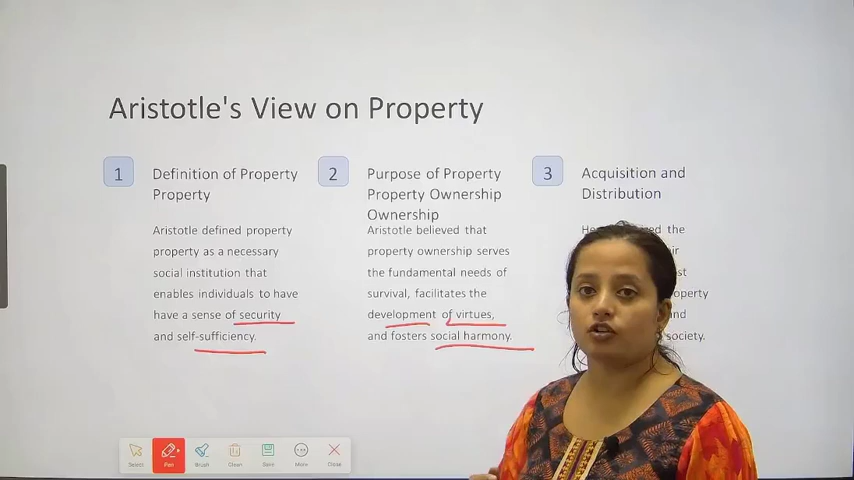 Aristotle's View on Property
1
Definition of Property
Property
Aristotle defined property
property as a necessary
social institution that
enables individuals to have
have a sense of security
and self-sufficiency.
2
Purpose of Property
Property Ownership
Ownership
Aristotle believed that
property ownership serves
the fundamental needs of
survival, facilitates the
development of virtues,
and fosters social harmony.
3
Acquisition and
Distribution
the
society.
Select
Pen
Brush
Clean
Save
More
Close